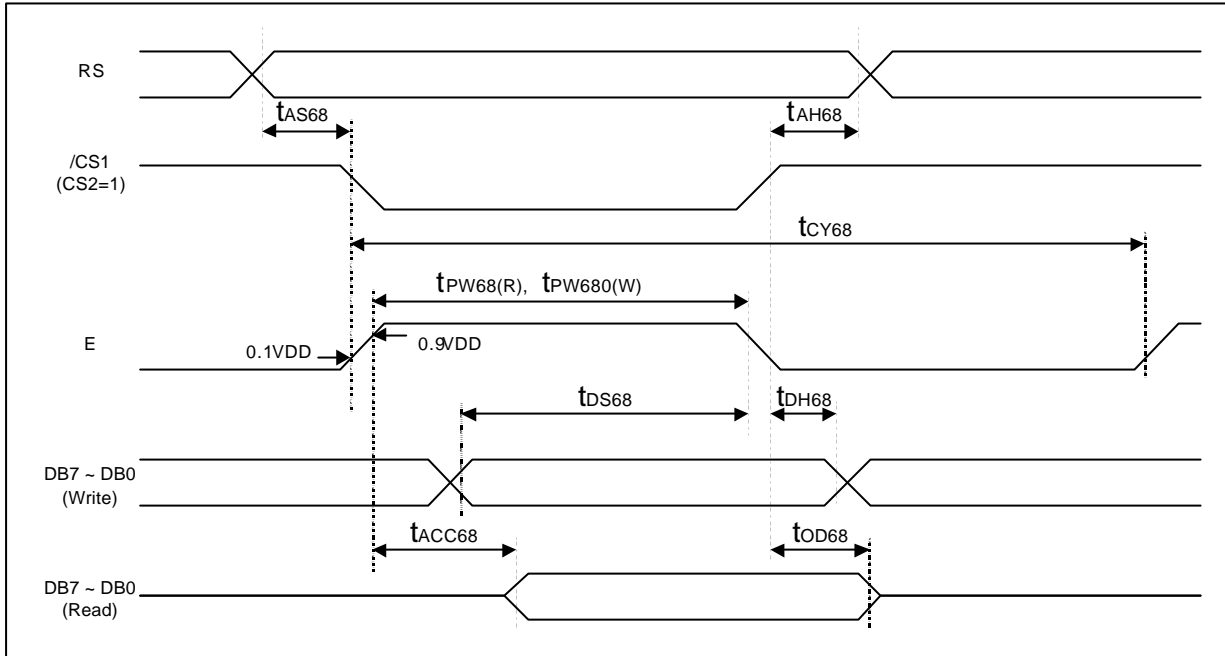 RS
tAS68
tAH68
/CS1
(CS2=1)
tCY68
tPW68(R), tPW680(W)
E
0.1VDD
0.9VDD
tDS68
tDH68
DB7 ~ DB0
(Write)
tACC68
tOD68
DB7 ~ DB0
(Read)